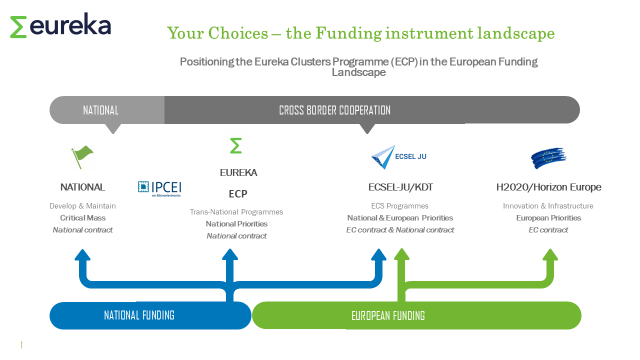 eureka
Your Choices – the Funding instrument landscape
Positioning the Eureka Clusters Programme (ECP) in the European Funding
Landscape
NATIONAL
CROSS BORDER COOPERATION
NATIONAL
Develop & Maintain
Critical Mass
National contract
IPCEI
on Microelectronics
EUREKA
ECP
Trans-National Programmes
National Priorities
National contract
ECSEL JU
ECSEL-JU/KDT
ECS Programmes
National & European Priorities
EC contract & National contract
H2020/Horizon Europe
Innovation & Infrastructure
European Priorities
EC contract
NATIONAL FUNDING
EUROPEAN FUNDING